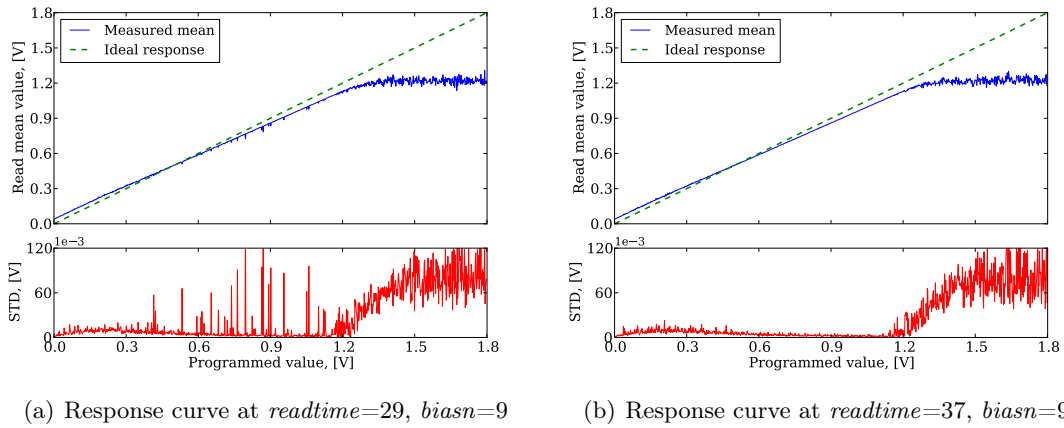 1.8
1.5
1.2
0.9
0.6
0.3
0.0
Read mean value, [V]
Measured mean
Ideal response
1e−3
120
60
0
STD, [V]
0.0 0.3 0.6 0.9 1.2 1.5 1.8
Programmed value, [V]
(a) Response curve at readtime=29, biasn=9
1.8
1.5
1.2
0.9
0.6
0.3
0.0
Read mean value, [V]
Measured mean
Ideal response
1e−3
120
60
0
STD, [V]
0.0 0.3 0.6 0.9 1.2 1.5 1.8
Programmed value, [V]
(b) Response curve at readtime=37, biasn=9